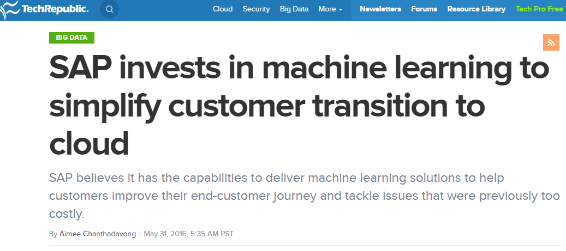 TechRepublic. Cloud Security Big Data More Newsletters Forums Resource Library Tech Pro Free
BIG DATA
SAP invests in machine learning to
simplify customer transition to
cloud
SAP believes it has the capabilities to deliver machine learning solutions to help
customers improve their end-customer journey and tackle issues that were previously too
costly.
By Aimee Chanthadavong | May 31, 2016, 5:35 AM PST